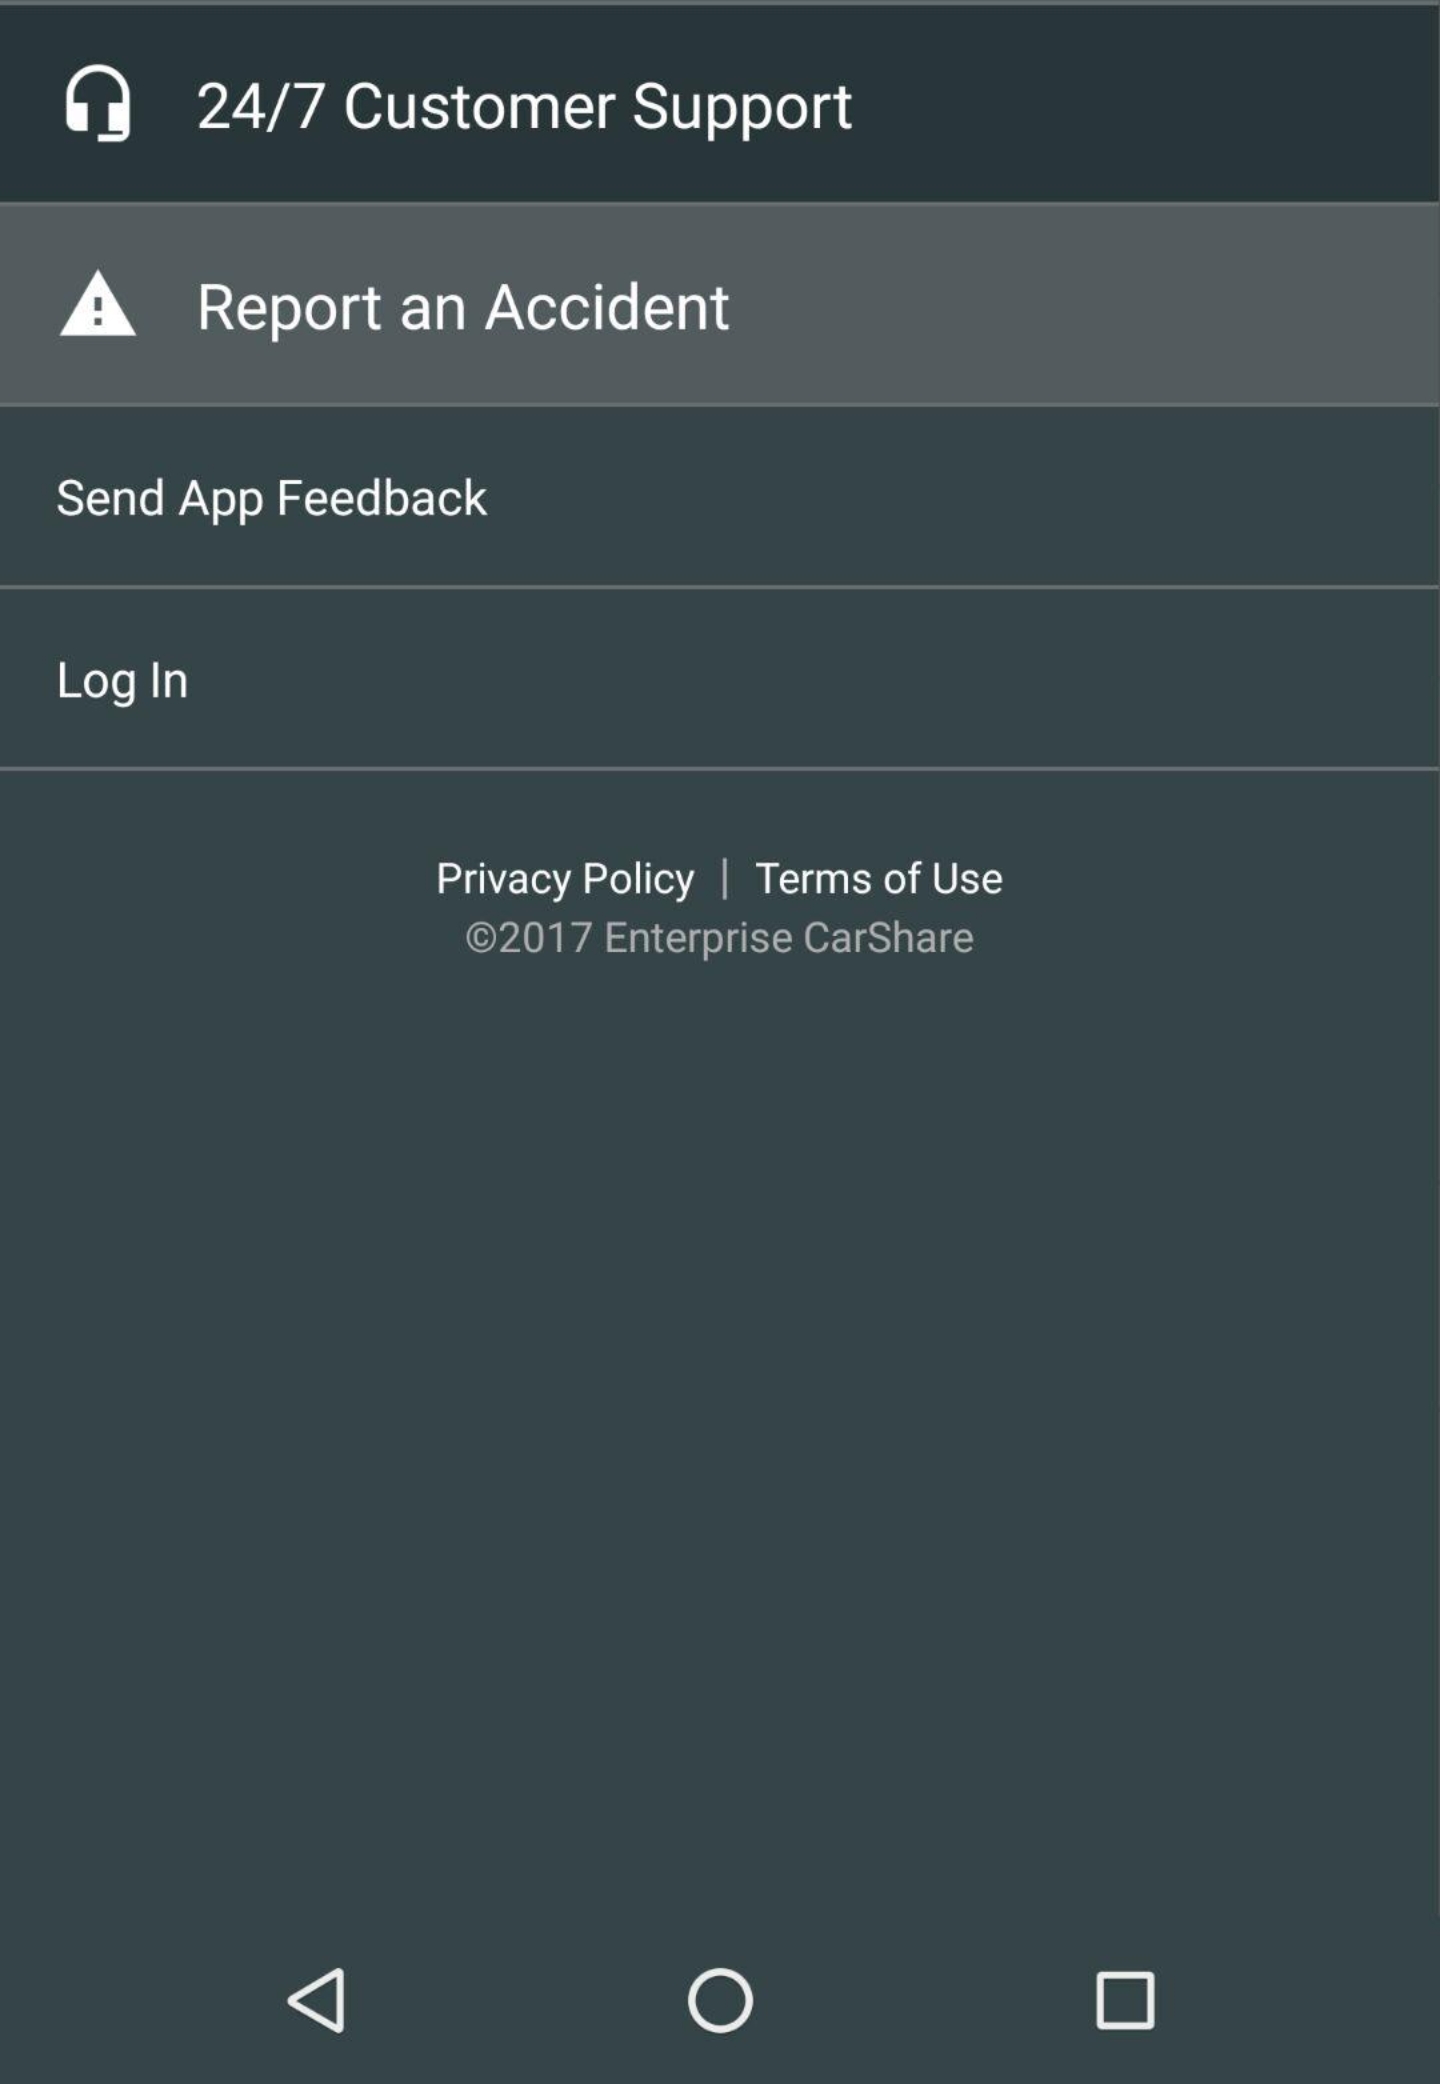 24/7 Customer Support
Report an Accident
Send App Feedback
Log In
Privacy Policy | Terms of Use
©2017 Enterprise CarShare